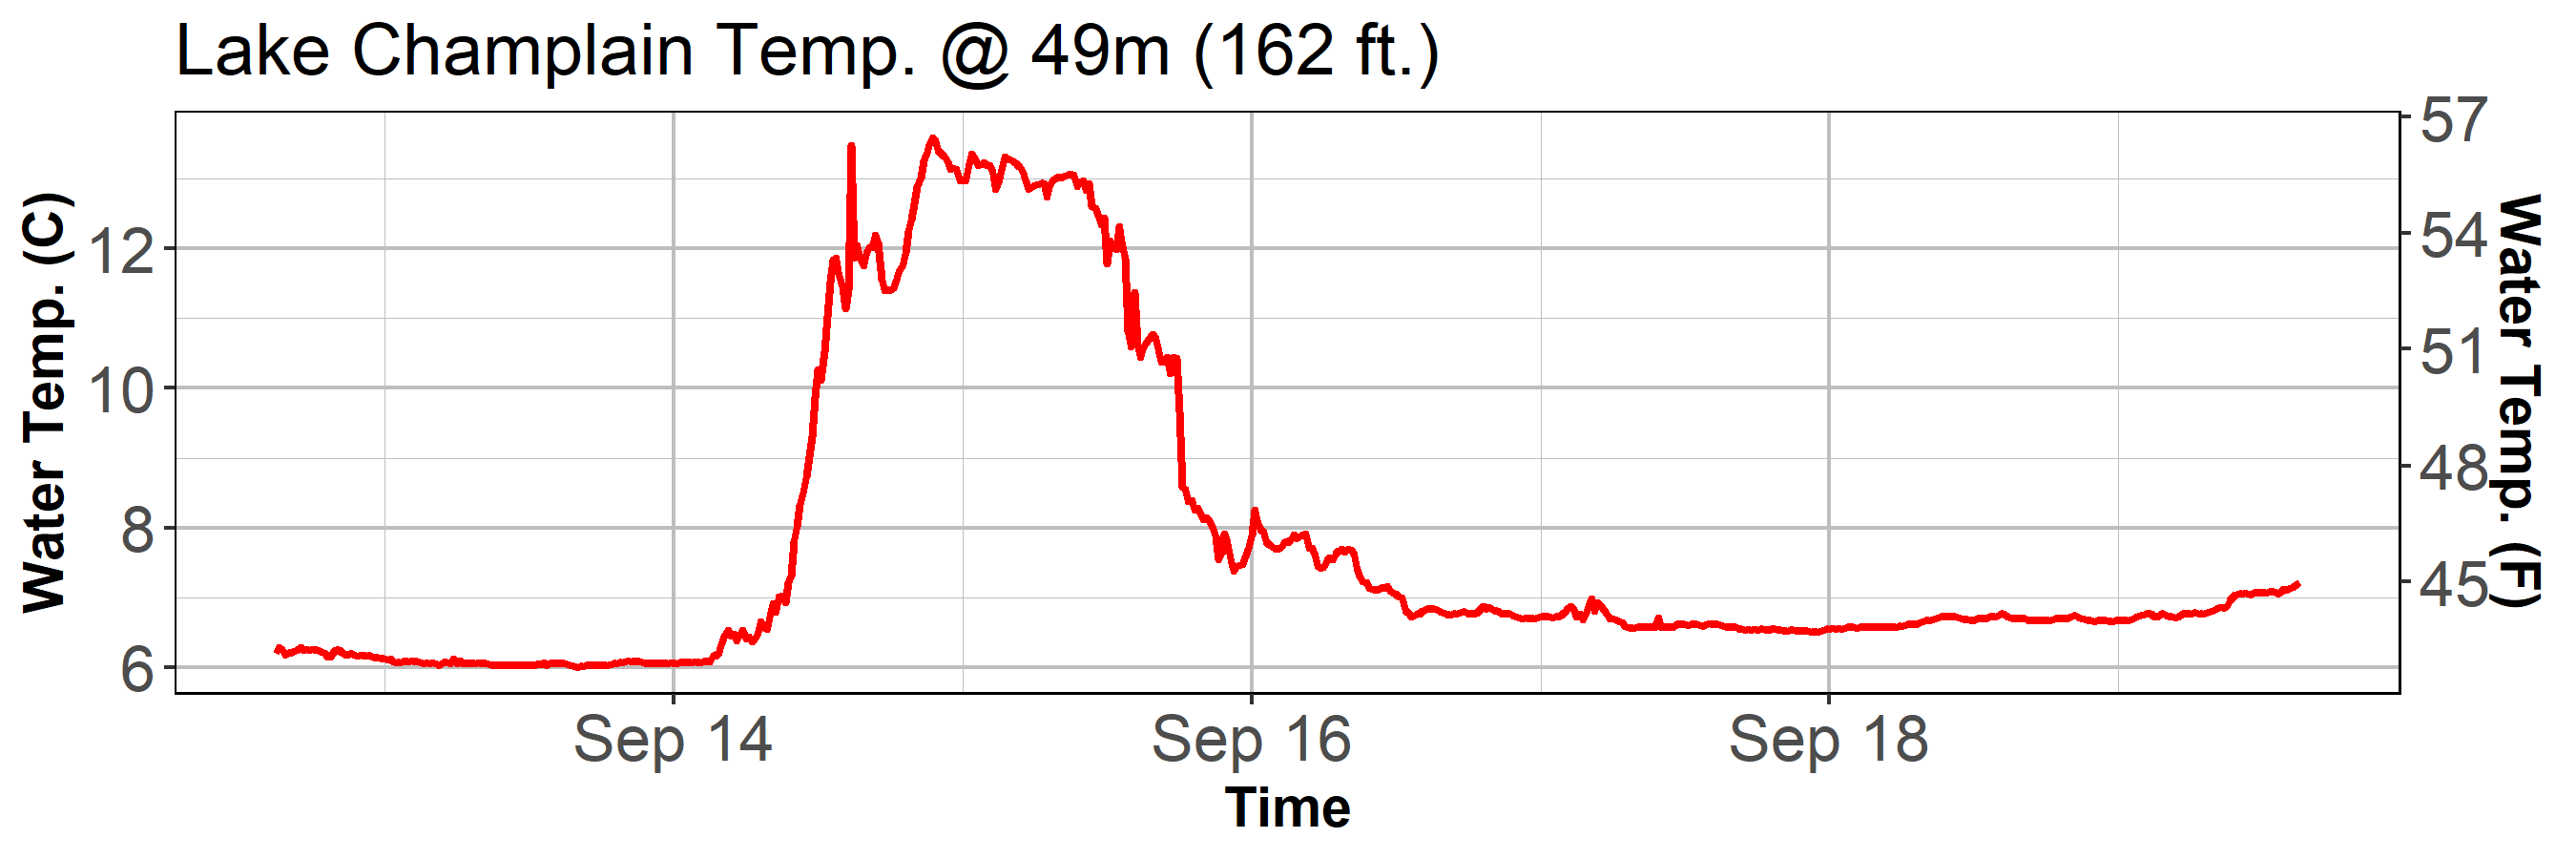 Lake Champlain Temp. @ 49m (162 ft.)
Water Temp. (C)
12
10
8
6
57
54
51
48
45
Water Temp. (F)
Sep 14
Sep 16
Sep 18
Time